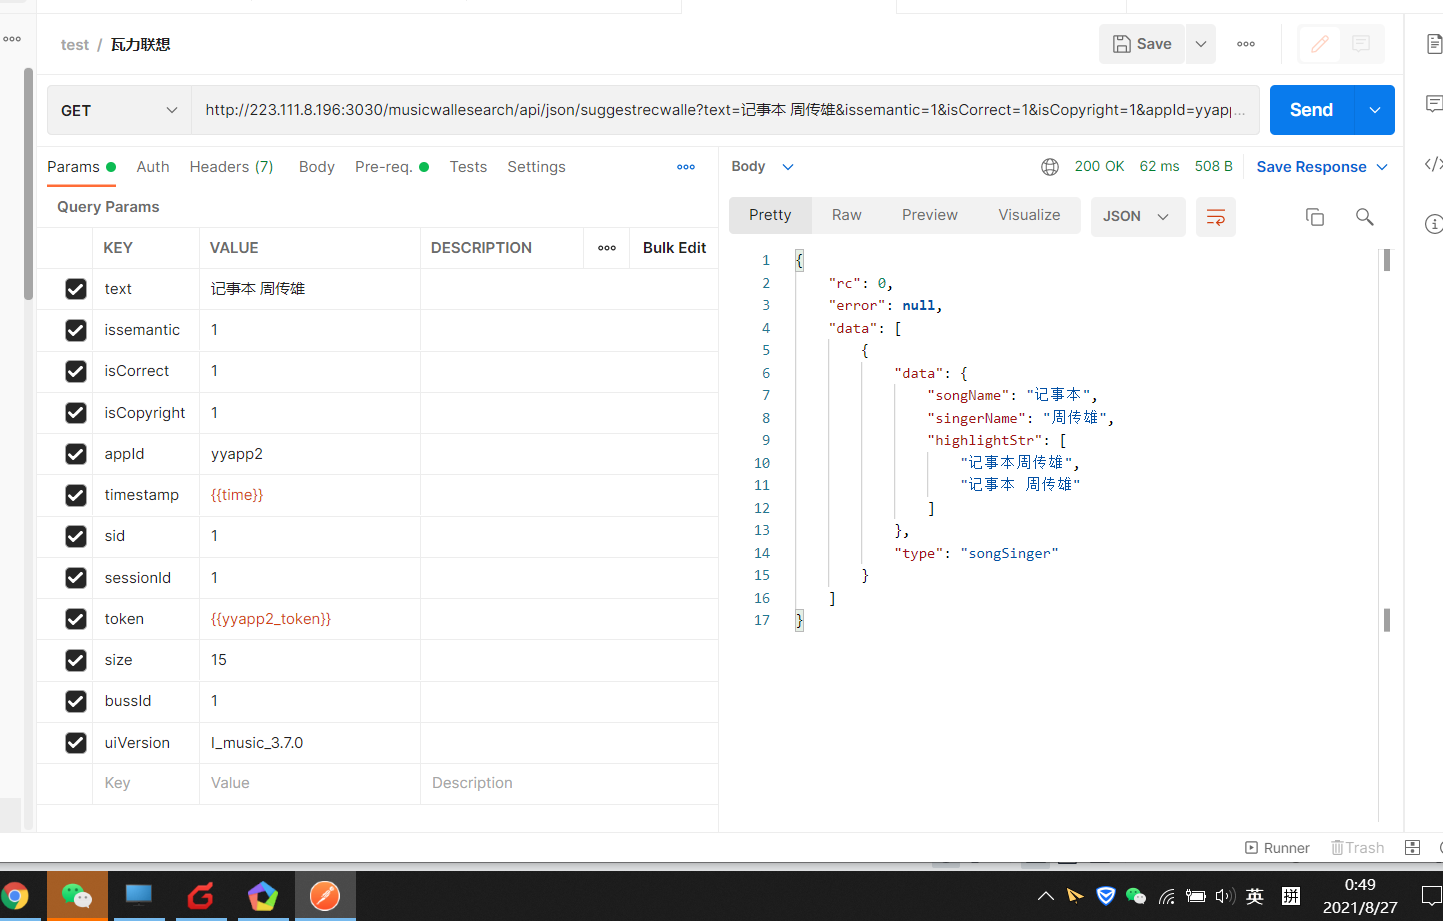 test / 瓦力联想
Save
GET
http://223.111.8.196:3030/musicwallesearch/api/json/suggestrecwalle?text=记事本 周传雄&issemantic=1&isCorrect=1&isCopyright=1&appId=yyapp...
Send
Params
Auth
Headers (7)
Body
Pre-req.
Tests
Settings
Body
200 OK
62 ms
508 B
Save Response
Query Params
Pretty
Raw
Preview
Visualize
JSON
KEY
VALUE
DESCRIPTION
Bulk Edit
text
记事本 周传雄
issemantic
1
isCorrect
1
isCopyright
1
appId
yyapp2
timestamp
{{time}}
sid
1
sessionId
1
token
{{yyapp2_token}}
size
15
bussId
1
uiVersion
I_music_3.7.0
Key
Value
Description
1 {
2 "rc": 0,
3 "error": null,
4 "data": [
5 {
6 "data": {
7 "songName": "记事本",
8 "singerName": "周传雄",
9 "highlightStr": [
10 "记事本周传雄",
11 "记事本 周传雄"
12 ]
13 },
14 "type": "songSinger"
15 }
16 ]
17 }
Runner
Trash
英
拼
0:49
2021/8/27